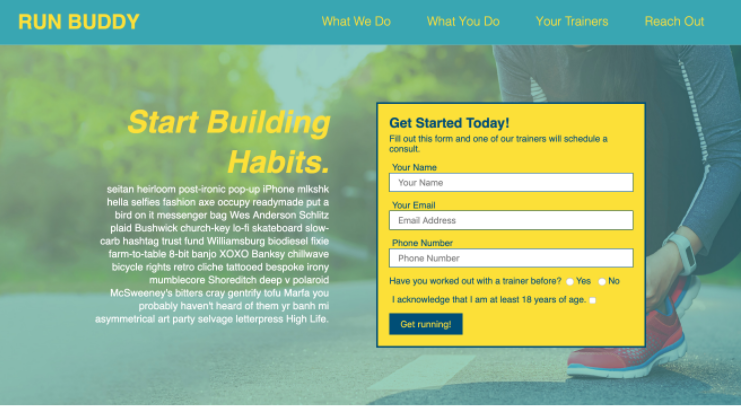 RUN BUDDY
What We Do
What You Do
Your Trainers
Reach Out
Start Building
Habits.
seitan heirloom post-ironic pop-up iPhone mlkshk
hella selfies fashion axe occupy readymade put a
bird on it messenger bag Wes Anderson Schlitz
plaid Bushwick church-key lo-fi skateboard slow-
carb hashtag trust fund Williamsburg biodiesel fixie
farm-to-table 8-bit banjo XOXO Banksy chillwave
bicycle rights retro cliche tattooed bespoke irony
mumblecore Shoreditch deep v polaroid
McSweeney's bitters cray gentrify tofu Marfa you
probably haven't heard of them yr banh mi
asymmetrical art party selvage letterpress High Life.
Get Started Today!
Fill out this form and one of our trainers will schedule a
consult.
Your Name
Your Name
Your Email
Email Address
Phone Number
Phone Number
Have you worked out with a trainer before? Yes No
I acknowledge that I am at least 18 years of age.
Get running!